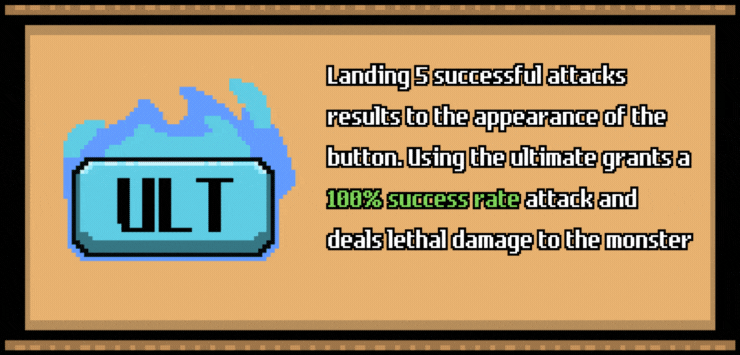 ULT
Landing 5 successful attacks
results to the appearance of the
button. Using the ultimate grants a
100% success rate attack and
deals lethal damage to the monster